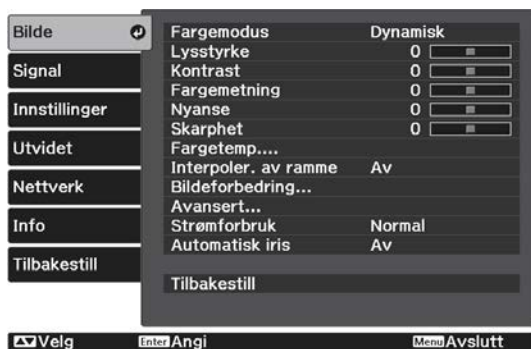 Bilde
Signal
Innstillinger
Utvidet
Nettverk
Info
Tilbakestill
Fargemodus Dynamisk
Lysstyrke 0
Kontrast 0
Fargemetning 0
Nyanse 0
Skarphet 0
Fargetemp....
Interpoler. av ramme Av
Bildeforbedring...
Avansert...
Strømforbruk Normal
Automatisk iris Av
Tilbakestill
Velg Enter Angi Menu Avslutt